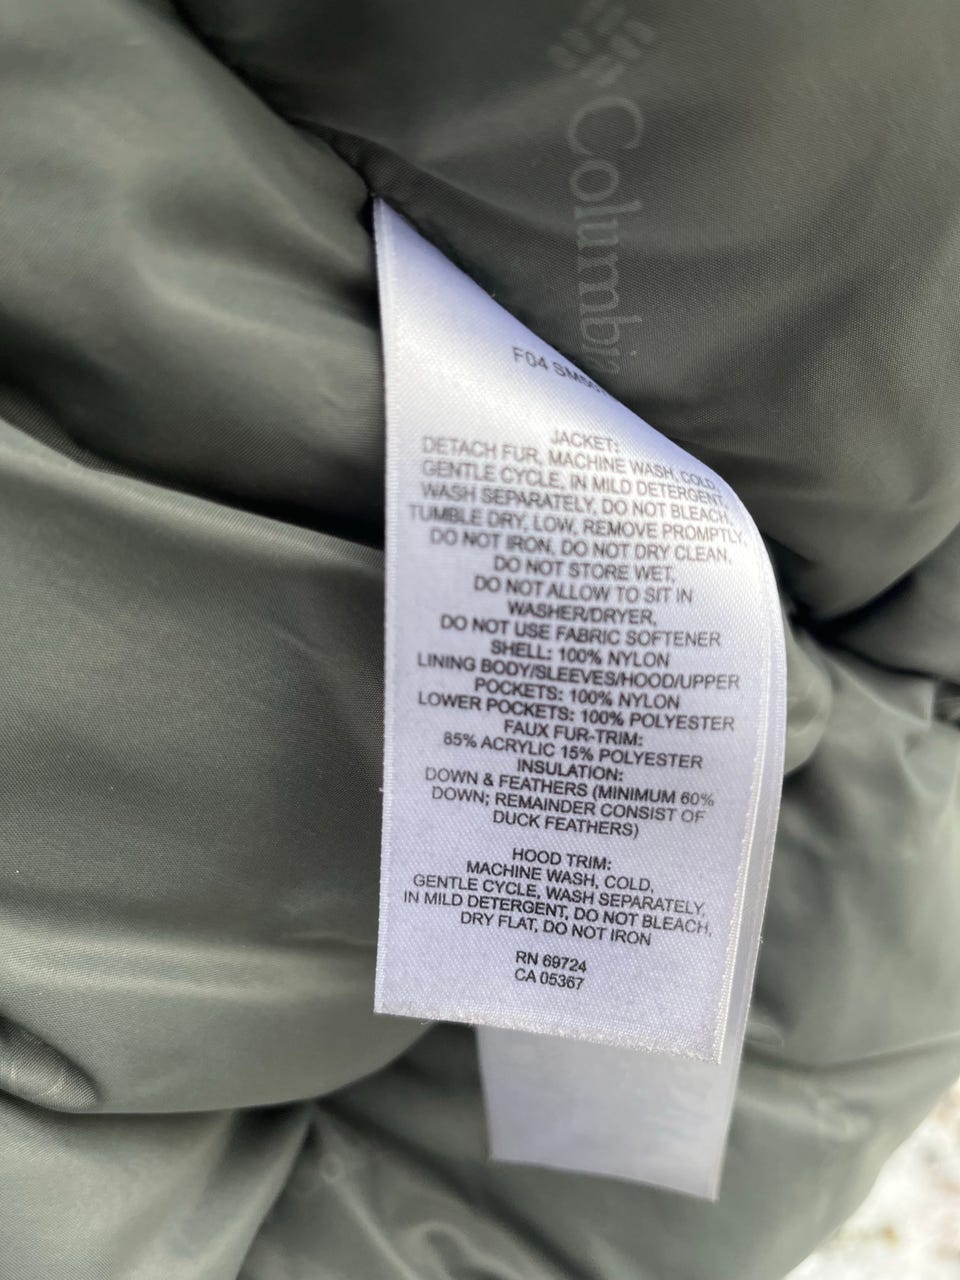 Columbia
F04
JACKET:
DETACH FUR, MACHINE WASH, COLD,
GENTLE CYCLE, IN MILD DETERGENT,
WASH SEPARATELY, DO NOT BLEACH,
TUMBLE DRY, LOW, REMOVE PROMPTLY,
DO NOT IRON, DO NOT DRY CLEAN,
DO NOT STORE WET,
DO NOT ALLOW TO SIT IN
WASHER/DRYER,
DO NOT USE FABRIC SOFTENER
SHELL: 100% NYLON
LINING BODY/SLEEVES/HOOD/UPPER
POCKETS: 100% NYLON
LOWER POCKETS: 100% POLYESTER
FAUX FUR-TRIM:
85% ACRYLIC 15% POLYESTER
INSULATION:
DOWN & FEATHERS (MINIMUM 60%
DOWN; REMAINDER CONSIST OF
DUCK FEATHERS)
HOOD TRIM:
MACHINE WASH, COLD,
GENTLE CYCLE, WASH SEPARATELY,
IN MILD DETERGENT, DO NOT BLEACH,
DRY FLAT, DO NOT IRON
RN 69724
CA 05367